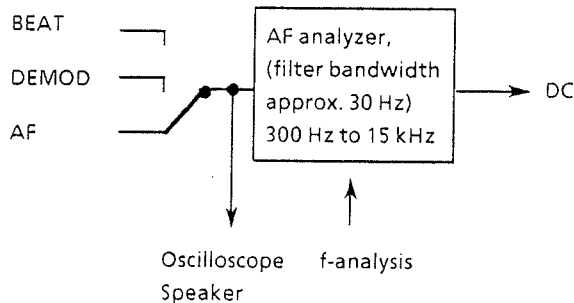 BEAT
DEMOD
AF
AF analyzer,
(filter bandwidth
approx. 30 Hz)
300 Hz to 15 kHz
DC
Oscilloscope
Speaker
f-analysis